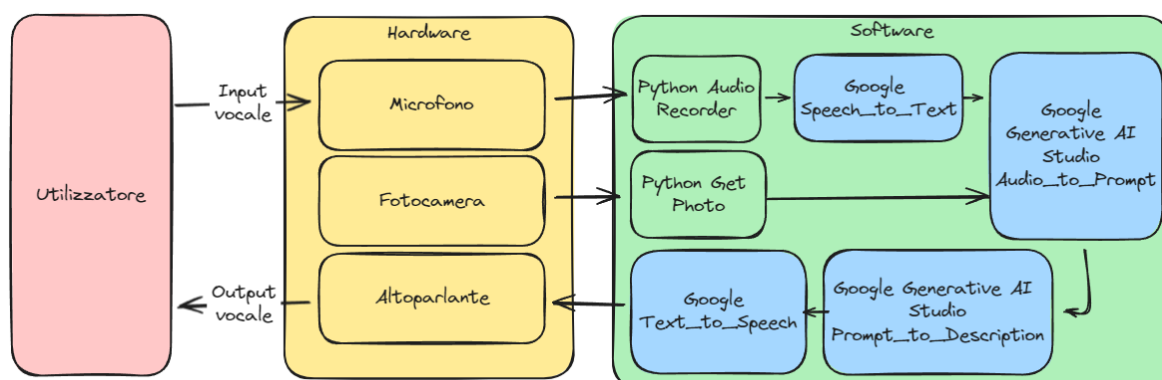 Hardware
Software
Utilizzatore
Input
vocale
Output
vocale
Microfono
Fotocamera
Altoparlante
Python Audio
Recorder
Google
Speech_to_Text
Google
Generative AI
Studio
Audio_to_Prompt
Python Get
Photo
Google
Text_to_Speech
Google Generative AI
Studio
Prompt_to_Description